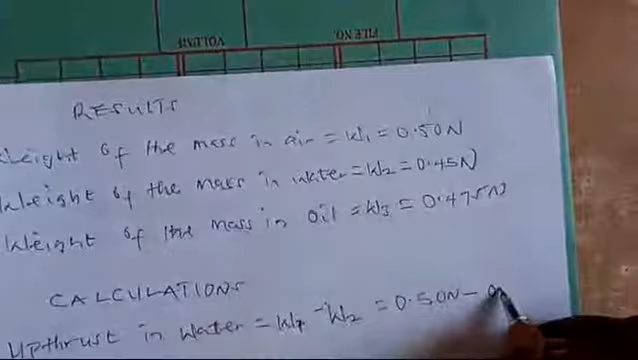 VOLUME
FILE NO.
RESULTS
Weight of the mass in air = W1 = 0.50N
Weight of the mass in water = W2 = 0.45N
Weight of the mass in oil = W3 = 0.475N
CALCULATIONS
Upthrust in water = W1 - W2 = 0.50N - 0